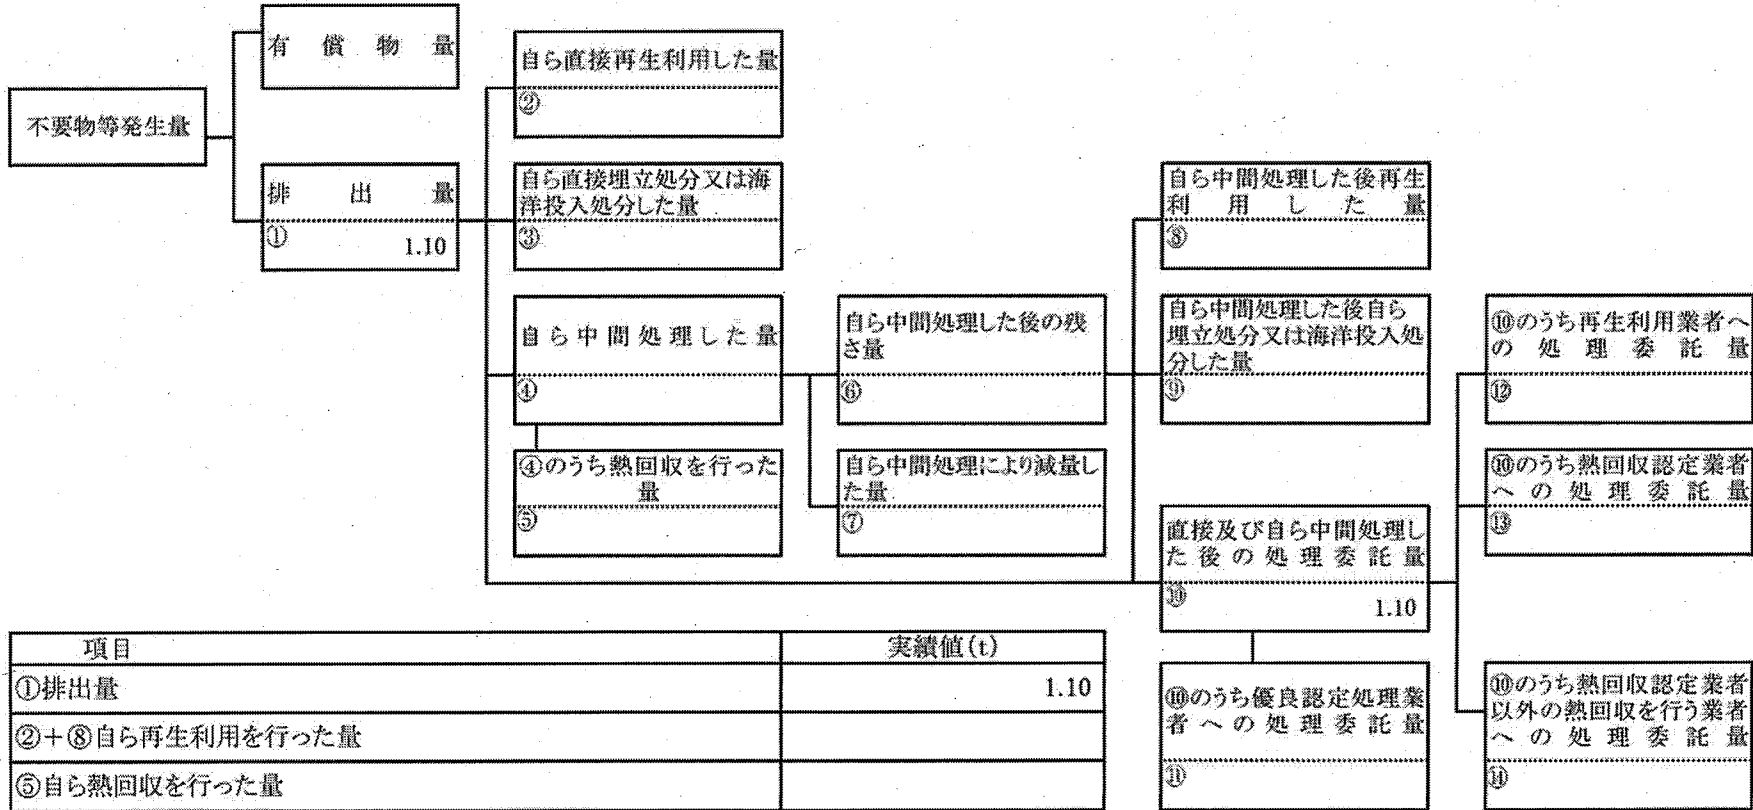 有償物量
不要物等発生量
排出量
①
1.10
自ら直接再生利用した量
②
自ら直接埋立処分又は海
洋投入処分した量
③
自ら中間処理した量
④
④のうち熱回収を行った
量
⑤
自ら中間処理した後の残
さ量
⑥
自ら中間処理により減量し
た量
⑦
自ら中間処理した後再生
利用した量
⑧
自ら中間処理した後自ら
埋立処分又は海洋投入処
分した量
⑨
直接及び自ら中間処理し
た後の処理委託量
⑩
1.10
⑩のうち優良認定処理業
者への処理委託量
⑪
⑩のうち再生利用業者へ
の処理委託量
⑫
⑩のうち熱回収認定業者
への処理委託量
⑬
⑩のうち熱回収認定業者
以外の熱回収を行う業者
への処理委託量
⑭
項目 実績値(t)
①排出量 1.10
②+⑧自ら再生利用を行った量
⑤自ら熱回収を行った量